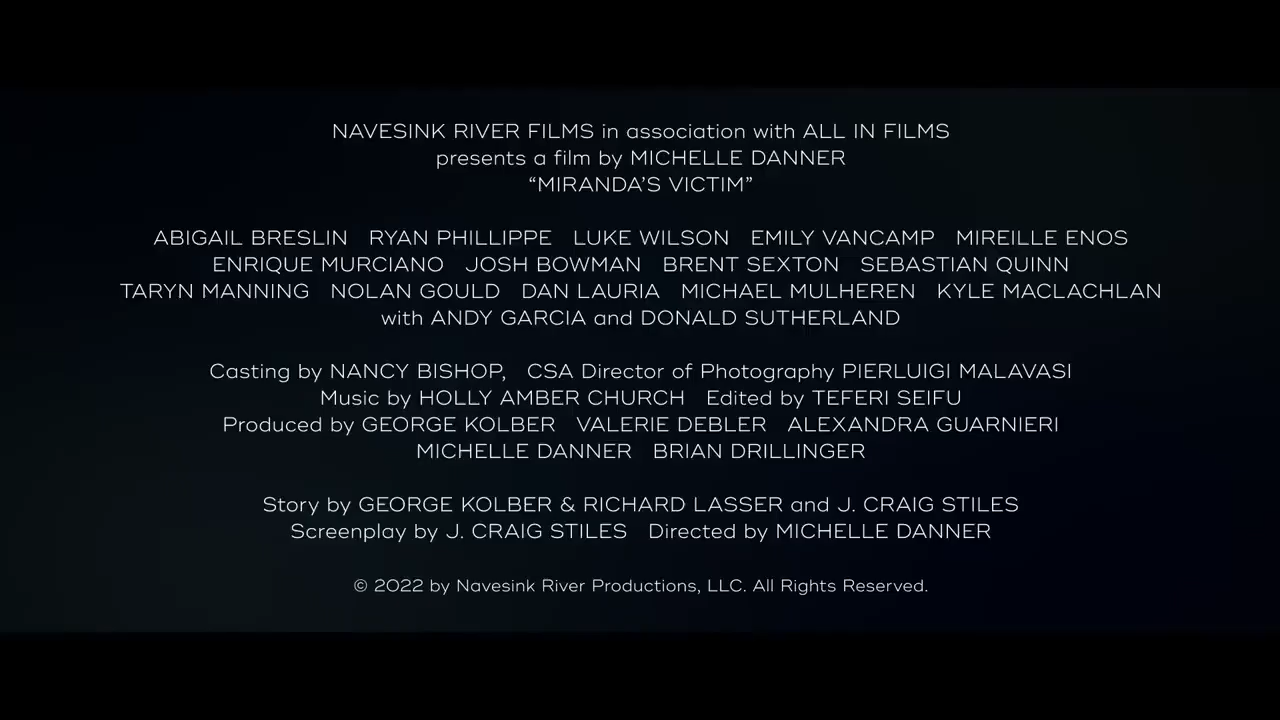 NAVESINK RIVER FILMS in association with ALL IN FILMS
presents a film by MICHELLE DANNER
“MIRANDA’S VICTIM”
ABIGAIL BRESLIN RYAN PHILLIPPE LUKE WILSON EMILY VANCAMP MIREILLE ENOS
ENRIQUE MURCIANO JOSH BOWMAN BRENT SEXTON SEBASTIAN QUINN
TARYN MANNING NOLAN GOULD DAN LAURIA MICHAEL MULHEREN KYLE MACLACHLAN
with ANDY GARCIA and DONALD SUTHERLAND
Casting by NANCY BISHOP, CSA Director of Photography PIERLUIGI MALAVASI
Music by HOLLY AMBER CHURCH Edited by TEFERI SEIFU
Produced by GEORGE KOLBER VALERIE DEBLER ALEXANDRA GUARNIERI
MICHELLE DANNER BRIAN DRILLINGER
Story by GEORGE KOLBER & RICHARD LASSER and J. CRAIG STILES
Screenplay by J. CRAIG STILES Directed by MICHELLE DANNER
© 2022 by Navesink River Productions, LLC. All Rights Reserved.